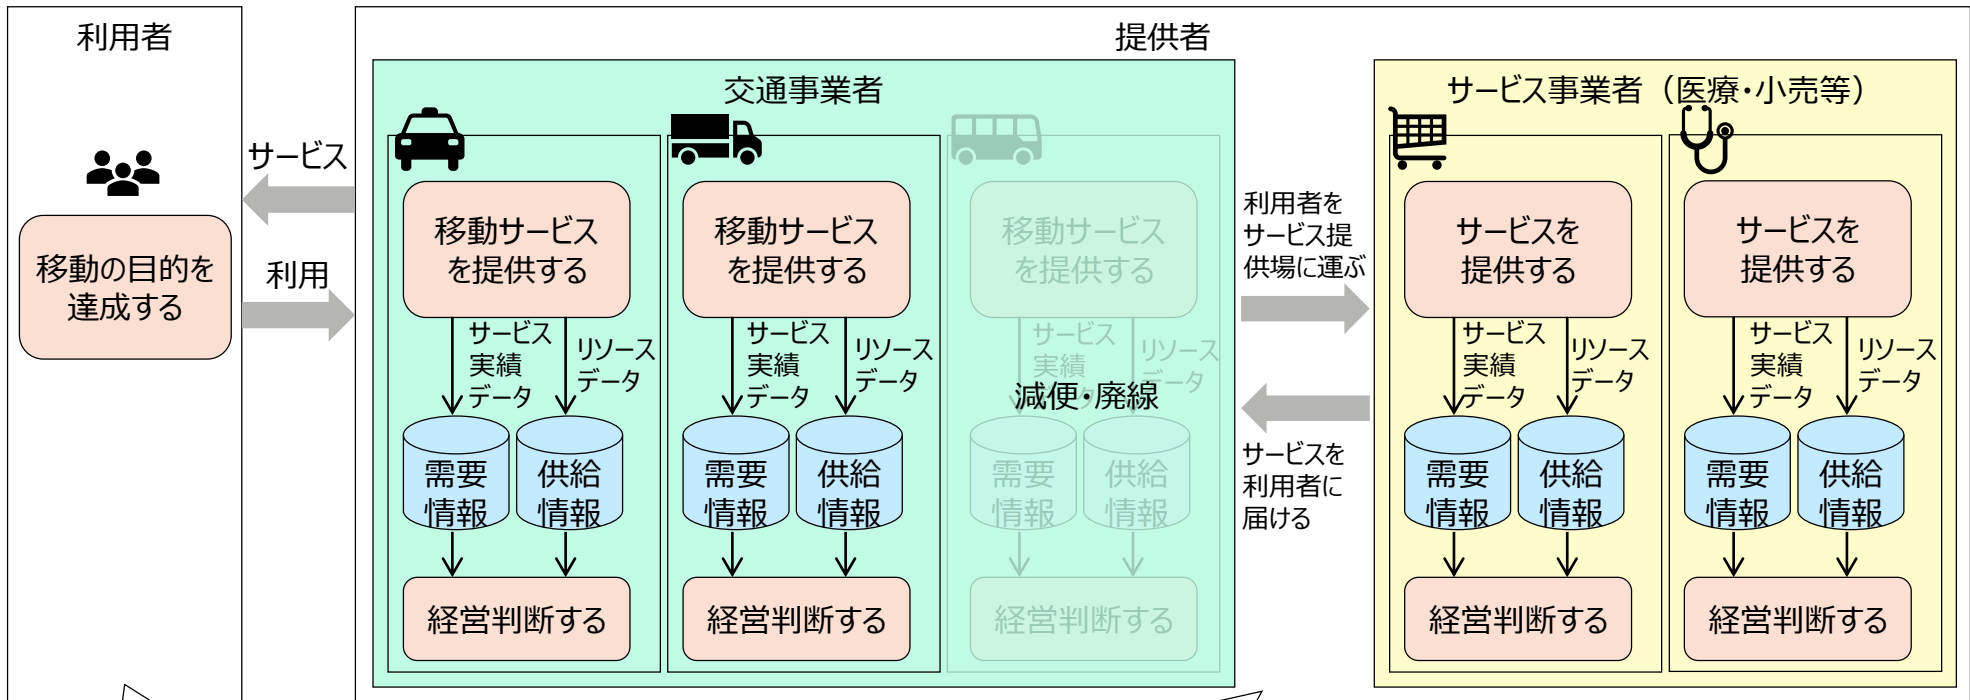 利用者
移動の目的を
達成する
サービス
利用
提供者
交通事業者
移動サービス
を提供する
サービス
実績
データ
リソース
データ
需要
情報
供給
情報
経営判断する
移動サービス
を提供する
サービス
実績
データ
リソース
データ
需要
情報
供給
情報
経営判断する
移動サービス
を提供する
サービス
実績
データ
リソース
データ
減便・廃線
需要
情報
供給
情報
経営判断する
利用者を
サービス提
供場に運ぶ
サービスを
利用者に
届ける
サービス事業者（医療・小売等）
サービスを
提供する
サービス
実績
データ
リソース
データ
需要
情報
供給
情報
経営判断する
サービスを
提供する
サービス
実績
データ
リソース
データ
需要
情報
供給
情報
経営判断する